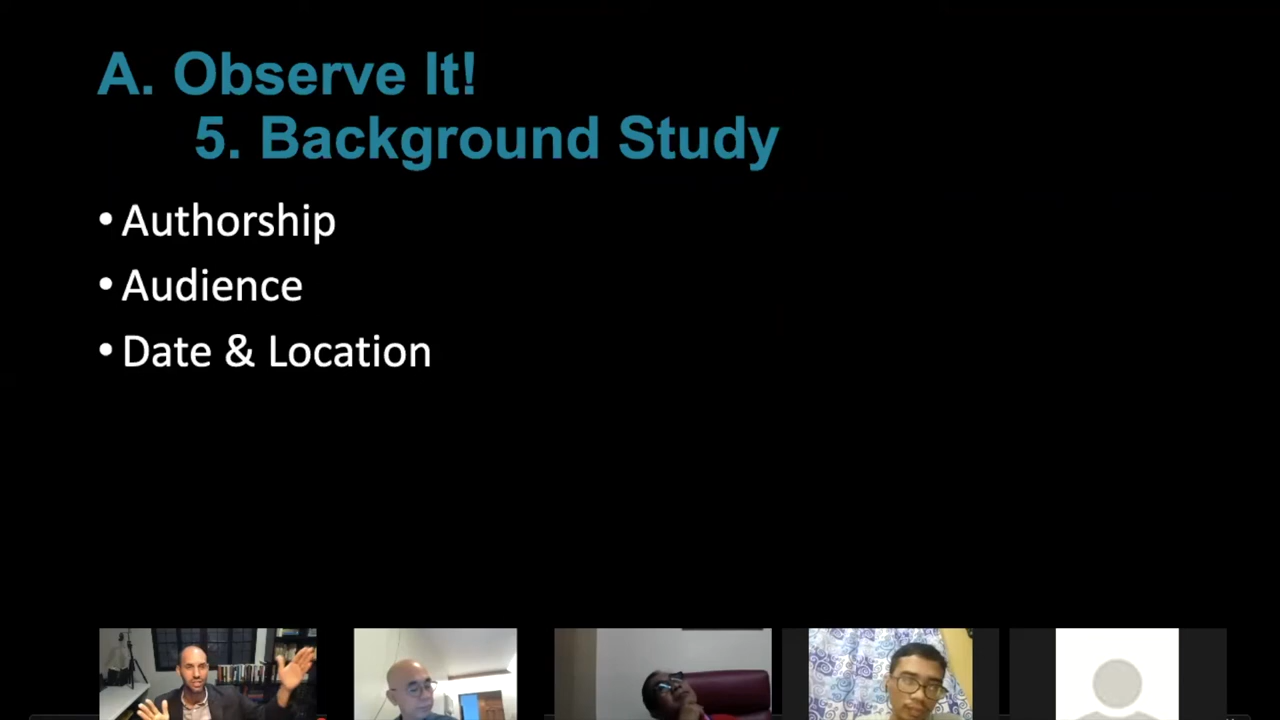 A. Observe It!
5. Background Study
• Authorship
• Audience
• Date & Location